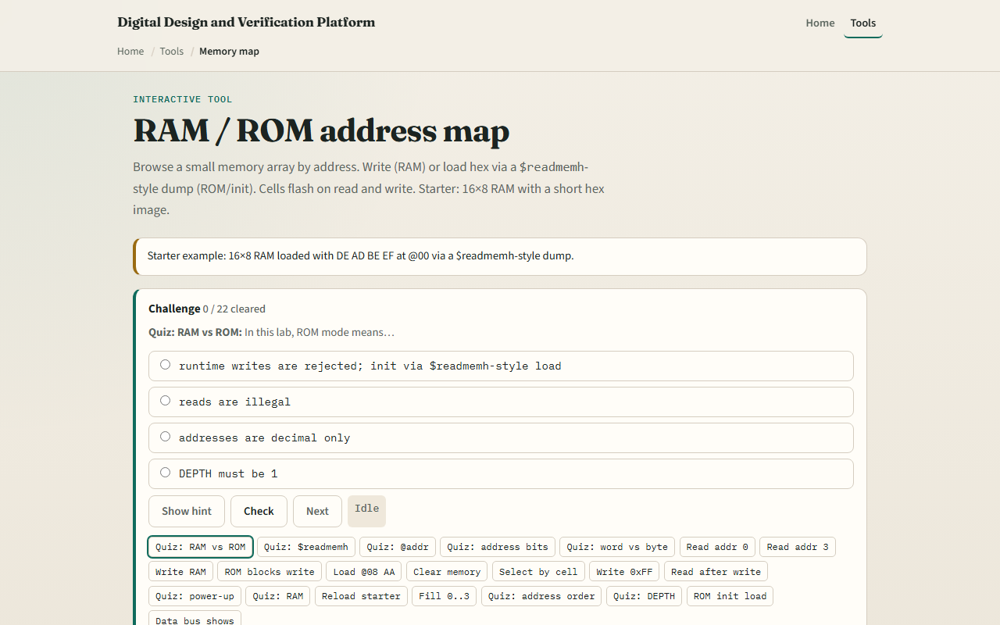 Digital Design and Verification Platform
Home Tools
Home / Tools / Memory map
INTERACTIVE TOOL
RAM / ROM address map
Browse a small memory array by address. Write (RAM) or load hex via a $readmemh-
style dump (ROM/init). Cells flash on read and write. Starter: 16×8 RAM with a short hex
image.
Starter example: 16×8 RAM loaded with DE AD BE EF at @00 via a $readmemh-style dump.
Challenge 0 / 22 cleared
Quiz: RAM vs ROM: In this lab, ROM mode means…
runtime writes are rejected; init via $readmemh-style load
reads are illegal
addresses are decimal only
DEPTH must be 1
Show hint Check Next Idle
Quiz: RAM vs ROM Quiz: $readmemh Quiz: @addr Quiz: address bits Quiz: word vs byte Read addr 0 Read addr 3
Write RAM ROM blocks write Load @08 AA Clear memory Select by cell Write 0xFF Read after write
Quiz: power-up Quiz: RAM Reload starter Fill 0..3 Quiz: address order Quiz: DEPTH ROM init load
Data bus shows